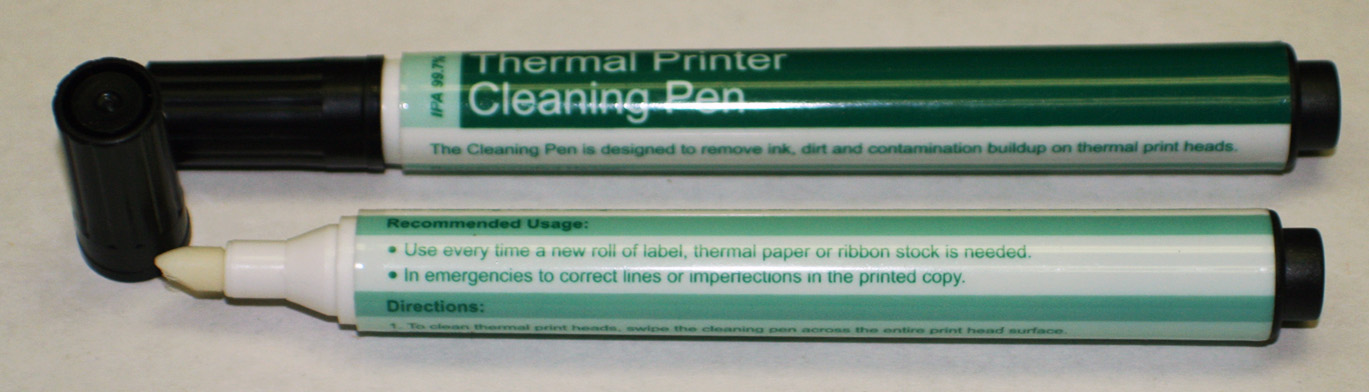 IPA 99.7%
Thermal Printer
Cleaning Pen
The Cleaning Pen is designed to remove ink, dirt and contamination buildup on thermal print heads.
Recommended Usage:
• Use every time a new roll of label, thermal paper or ribbon stock is needed.
• In emergencies to correct lines or imperfections in the printed copy.
Directions:
1. To clean thermal print heads, swipe the cleaning pen across the entire print head surface.